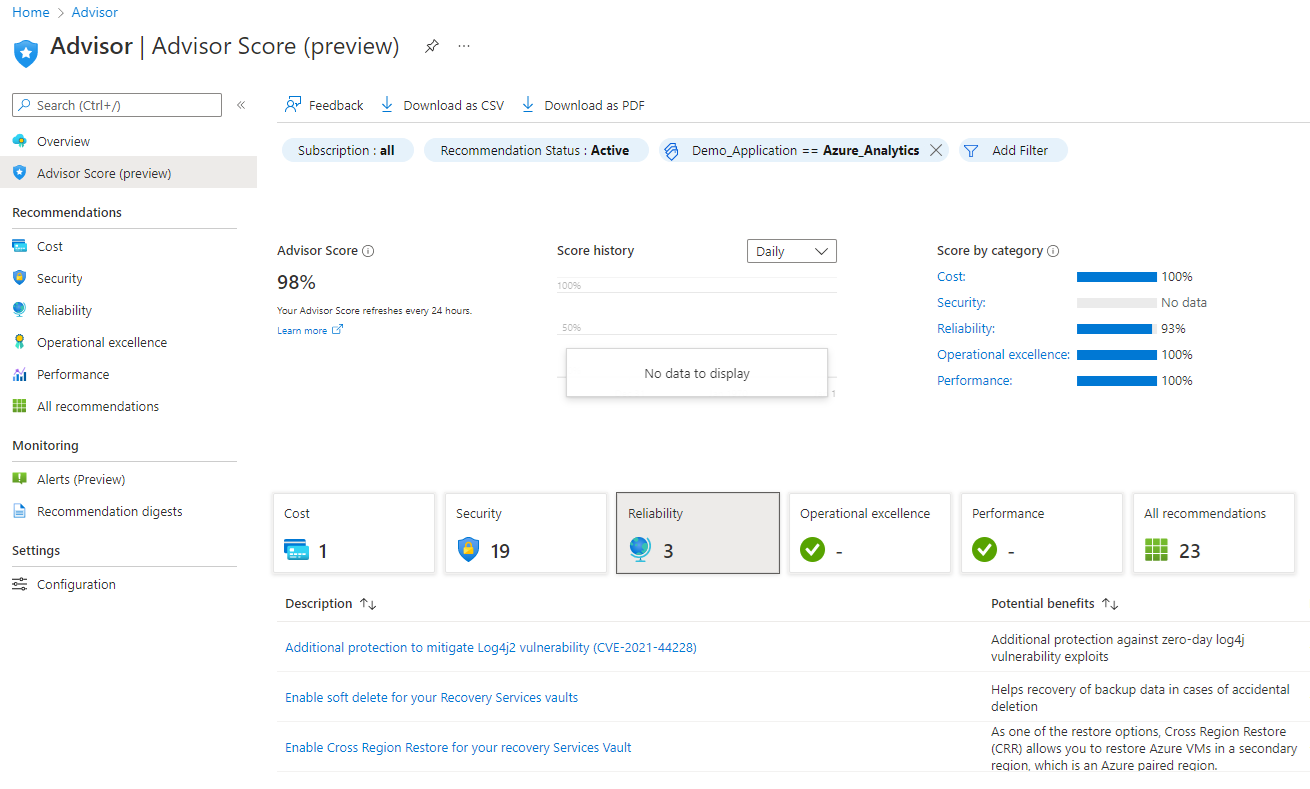 Home > Advisor
Advisor | Advisor Score (preview) ...
Search (Ctrl+/) «
Overview
Advisor Score (preview)
Recommendations
Cost
Security
Reliability
Operational excellence
Performance
All recommendations
Monitoring
Alerts (Preview)
Recommendation digests
Settings
Configuration
Feedback Download as CSV Download as PDF
Subscription : all Recommendation Status : Active Demo_Application == Azure_Analytics Add Filter
Advisor Score
98%
Your Advisor Score refreshes every 24 hours.
Learn more
Score history Daily
100%
50%
No data to display
1
Score by category
Cost: 100%
Security: No data
Reliability: 93%
Operational excellence: 100%
Performance: 100%
Cost
1
Security
19
Reliability
3
Operational excellence
-
Performance
-
All recommendations
23
Description ↑↓ Potential benefits ↑↓
Additional protection to mitigate Log4j2 vulnerability (CVE-2021-44228)
Additional protection against zero-day log4j
vulnerability exploits
Enable soft delete for your Recovery Services vaults
Helps recovery of backup data in cases of accidental
deletion
Enable Cross Region Restore for your recovery Services Vault
As one of the restore options, Cross Region Restore
(CRR) allows you to restore Azure VMs in a secondary
region, which is an Azure paired region.